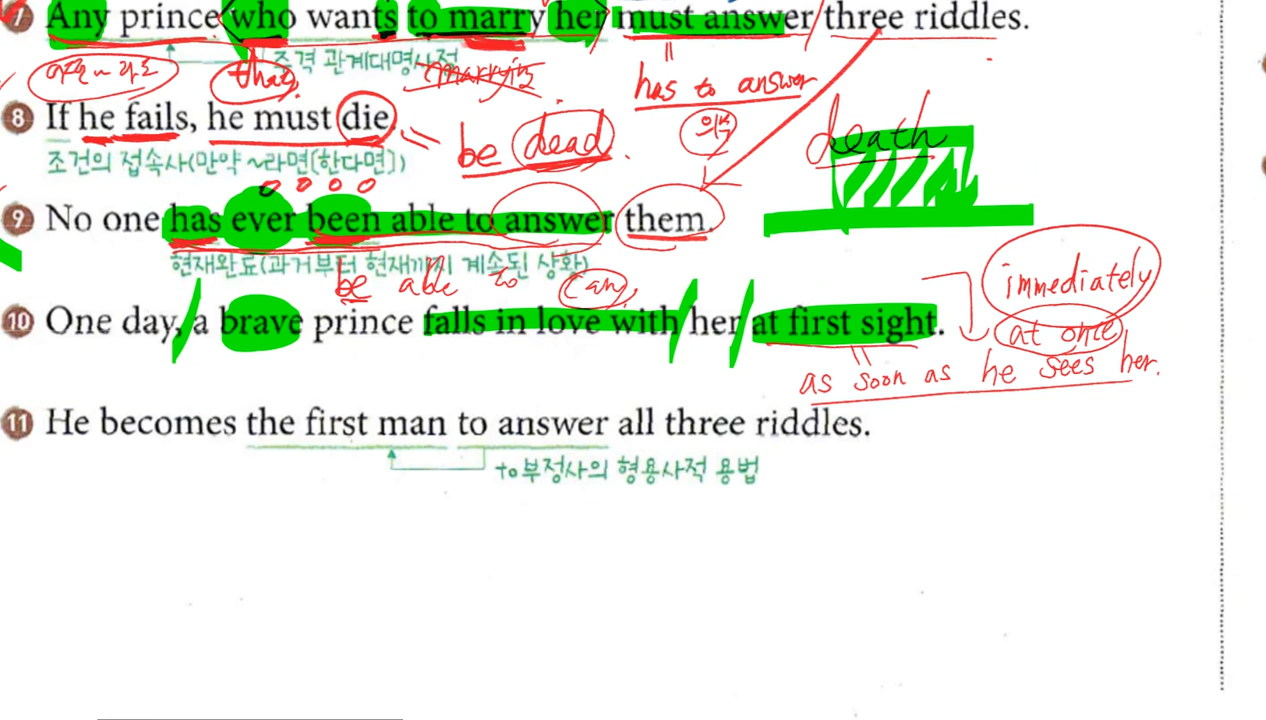 7 Any prince who wants to marry her must answer three riddles.
주격 관계대명사절
that
marrying
has to answer
의무
8 If he fails, he must die.
= be dead.
death
조건의 접속사(만약 ~라면[한다면])
9 No one has ever been able to answer them.
현재완료(과거부터 현재까지 계속된 상황)
be able to can
immediately
10 One day, a brave prince falls in love with her at first sight.
at once
= as soon as he sees her.
11 He becomes the first man to answer all three riddles.
to부정사의 형용사적 용법